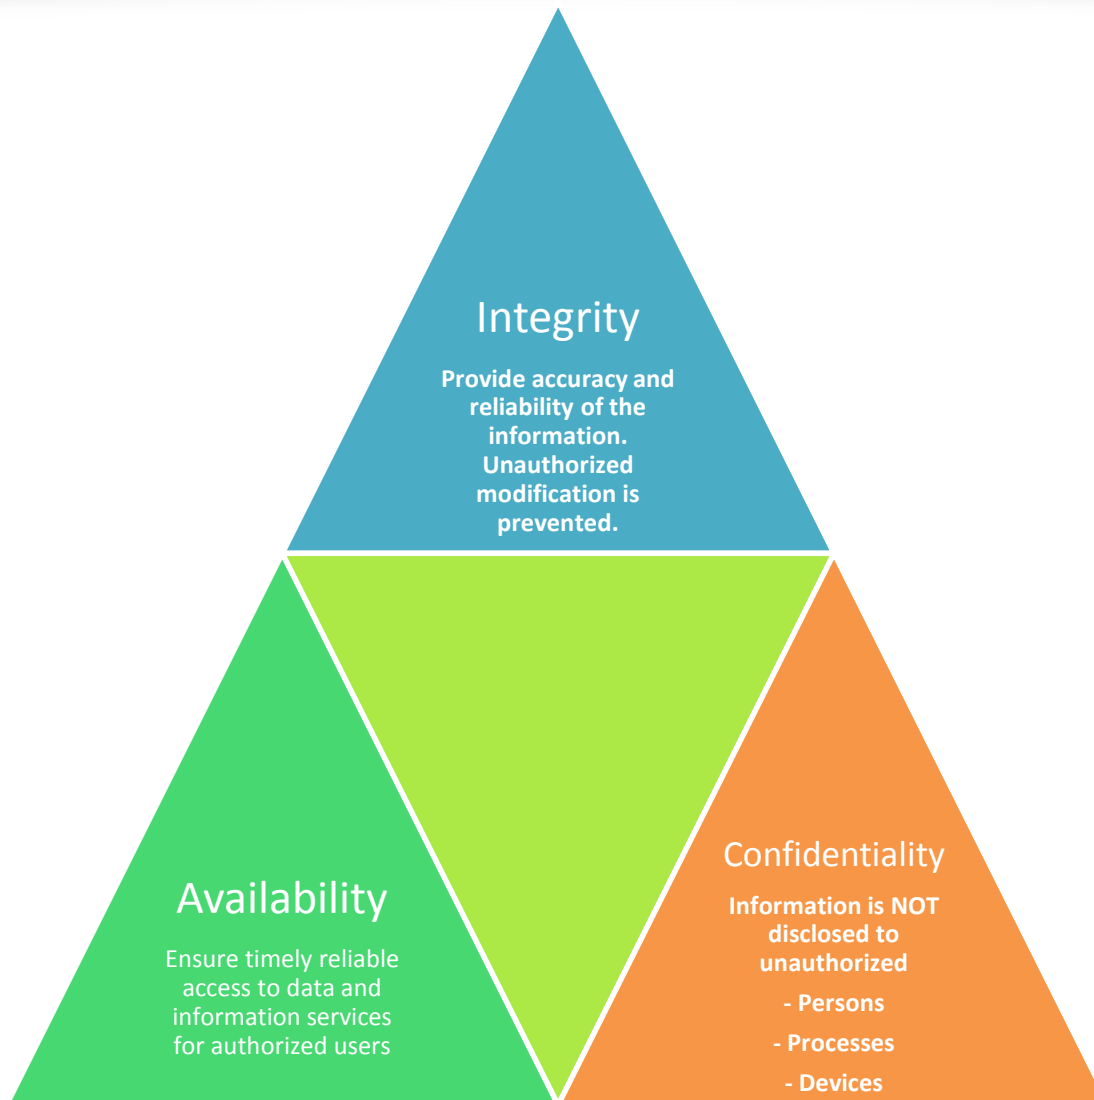 Integrity
Provide accuracy and
reliability of the
information.
Unauthorized
modification is
prevented.
Availability
Ensure timely reliable
access to data and
information services
for authorized users
Confidentiality
Information is NOT
disclosed to
unauthorized
- Persons
- Processes
- Devices